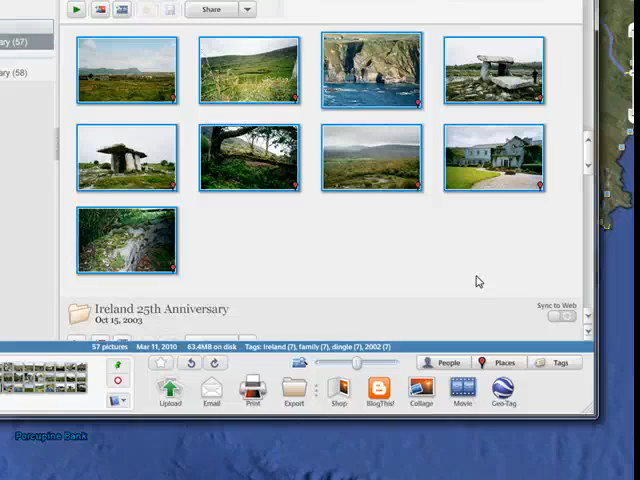 Share
ary (57)
ary (58)
Ireland 25th Anniversary
Oct 15, 2003
Sync to Web
57 pictures Mar 11, 2010 63.4MB on disk Tags: Ireland (7), family (7), dingle (7), 2002 (7)
People Places Tags
Upload Email Print Export Shop BlogThis! Collage Movie Geo-Tag
Porcupine Bank